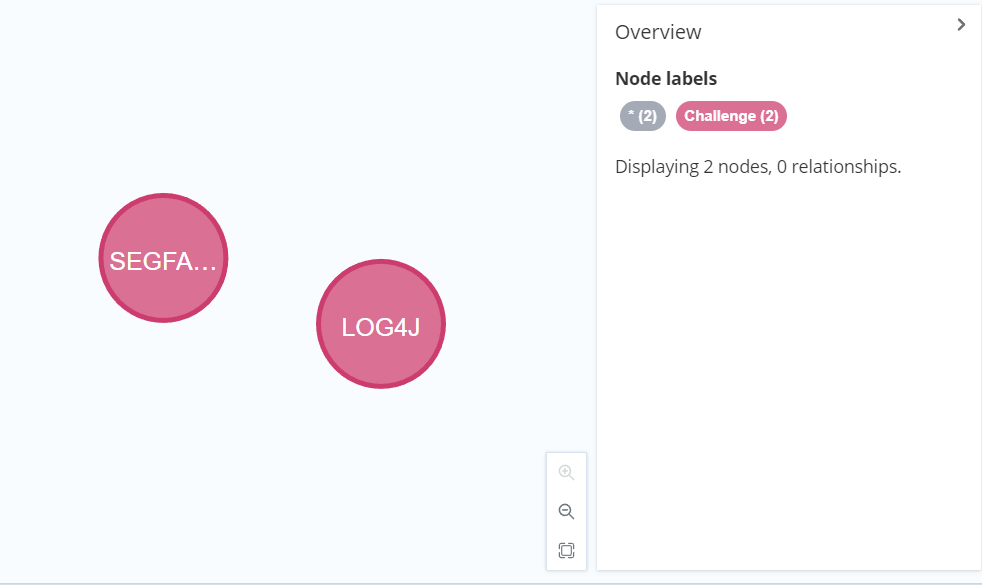 Overview
Node labels
* (2) Challenge (2)
Displaying 2 nodes, 0 relationships.
SEGFA...
LOG4J